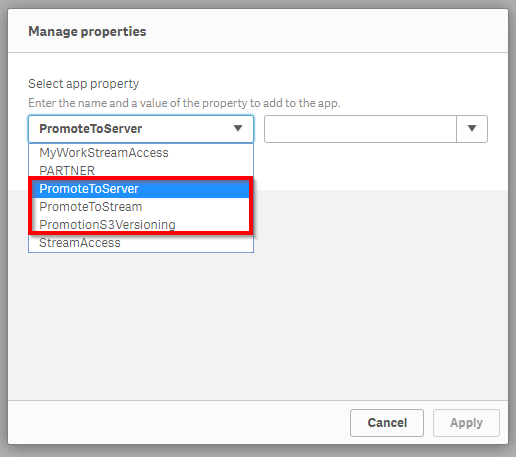 Manage properties
Select app property
Enter the name and a value of the property to add to the app.
PromoteToServer
MyWorkStreamAccess
PARTNER
PromoteToServer
PromoteToStream
PromotionS3Versioning
StreamAccess
Cancel Apply